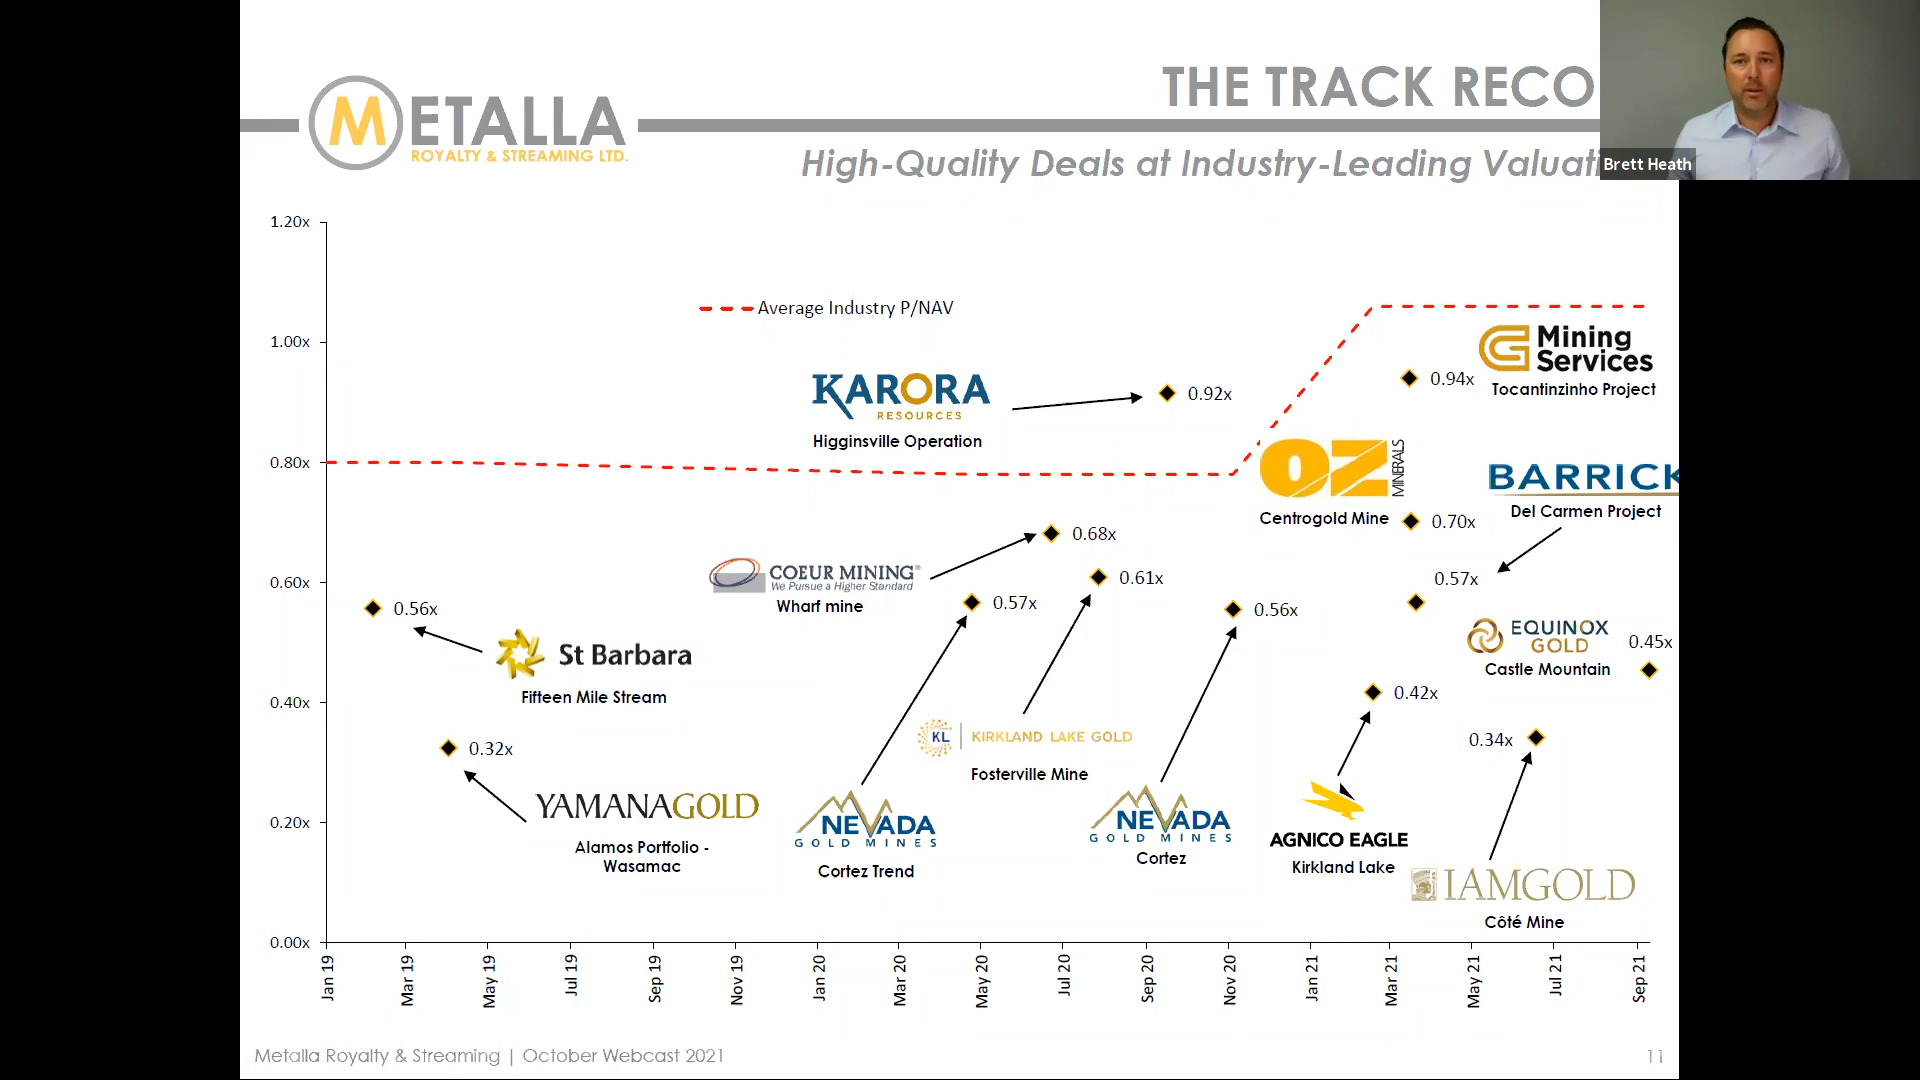 METALLA
ROYALTY & STREAMING LTD.
THE TRACK RECO
High-Quality Deals at Industry-Leading Valuati
Brett Heath
1.20x
1.00x
0.80x
0.60x
0.40x
0.20x
0.00x
Average Industry P/NAV
KARORA
RESOURCES
Higginsville Operation
0.92x
G Mining
Services
Tocantinzinho Project
0.94x
OZ
MINERALS
Centrogold Mine
0.70x
BARRICK
Del Carmen Project
0.57x
COEUR MINING®
We Pursue a Higher Standard
Wharf mine
0.68x
0.61x
0.57x
0.56x
0.56x
St Barbara
Fifteen Mile Stream
EQUINOX
GOLD
Castle Mountain
0.45x
0.42x
0.34x
0.32x
YAMANAGOLD
Alamos Portfolio -
Wasamac
KL KIRKLAND LAKE GOLD
Fosterville Mine
NEVADA
GOLD MINES
Cortez Trend
NEVADA
GOLD MINES
Cortez
AGNICO EAGLE
Kirkland Lake
IAMGOLD
Côté Mine
Jan 19
Mar 19
May 19
Jul 19
Sep 19
Nov 19
Jan 20
Mar 20
May 20
Jul 20
Sep 20
Nov 20
Jan 21
Mar 21
May 21
Jul 21
Sep 21
Metalla Royalty & Streaming | October Webcast 2021
11